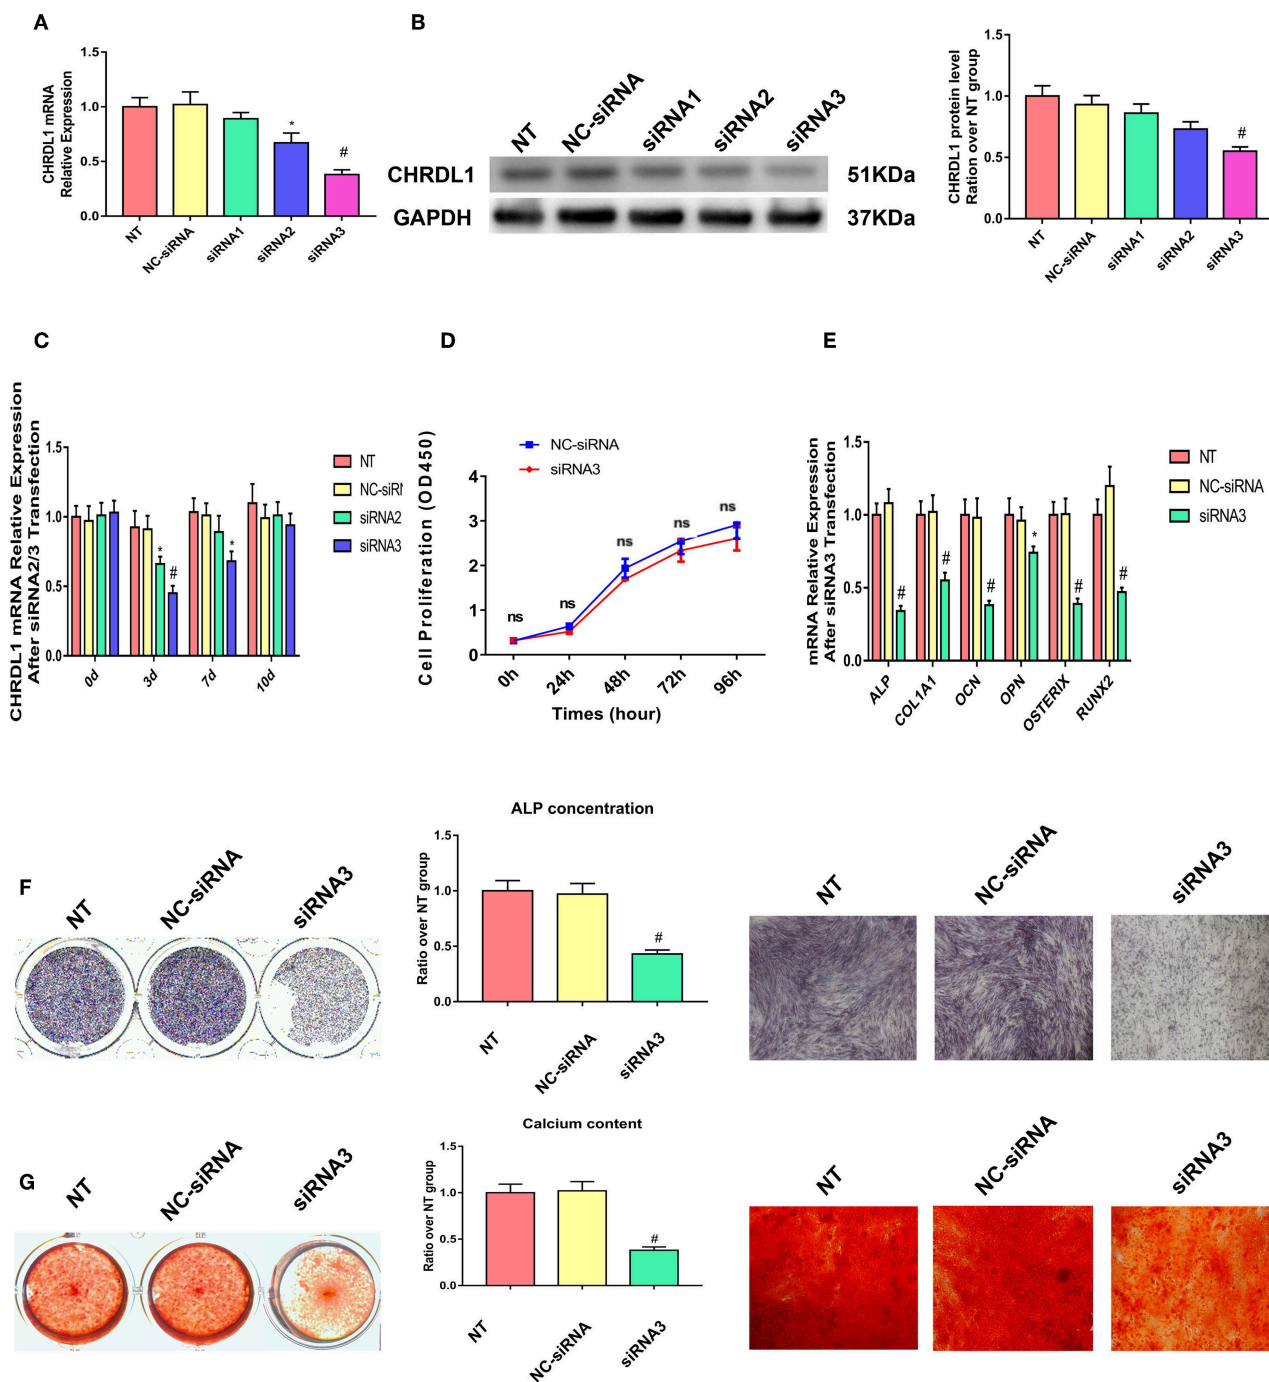 A
CHRDL1 mRNA
Relative Expression
1.5
1.0
0.5
0.0
NT
NC-siRNA
siRNA1
siRNA2
siRNA3
*
#
B
NT
NC-siRNA
siRNA1
siRNA2
siRNA3
CHRDL1
51KDa
GAPDH
37KDa
CHRDL1 protein level
Ration over NT group
1.5
1.0
0.5
0.0
NT
NC-siRNA
siRNA1
siRNA2
siRNA3
#
C
CHRDL1 mRNA Relative Expression
After siRNA2/3 Transfection
1.5
1.0
0.5
0.0
0d
3d
7d
10d
*
#
*
NT
NC-siRN
siRNA2
siRNA3
D
Cell Proliferation (OD450)
NC-siRNA
siRNA3
4
3
2
1
0
ns
ns
ns
ns
ns
0h
24h
48h
72h
96h
Times (hour)
E
mRNA Relative Expression
After siRNA3 Transfection
1.5
1.0
0.5
0.0
#
#
#
*
#
#
ALP
COL1A1
OCN
OPN
OSTERIX
RUNX2
NT
NC-siRNA
siRNA3
F
NT
NC-siRNA
siRNA3
ALP concentration
Ratio over NT group
1.5
1.0
0.5
0.0
#
NT
NC-siRNA
siRNA3
NT
NC-siRNA
siRNA3
G
NT
NC-siRNA
siRNA3
Calcium content
Ratio over NT group
1.5
1.0
0.5
0.0
#
NT
NC-siRNA
siRNA3
NT
NC-siRNA
siRNA3